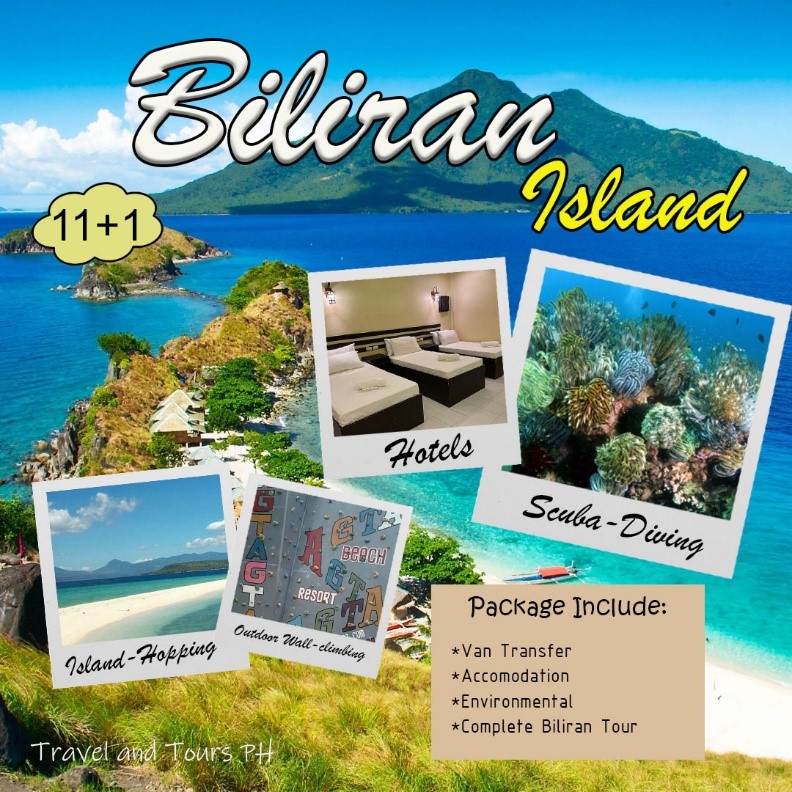 Biliran
Island
11+1
Hotels
Scuba-Diving
Island-Hopping
AGTA
BEACH
RESORT
Outdoor Wall-climbing
Package Include:
*Van Transfer
*Accomodation
*Environmental
*Complete Biliran Tour
Travel and Tours PH